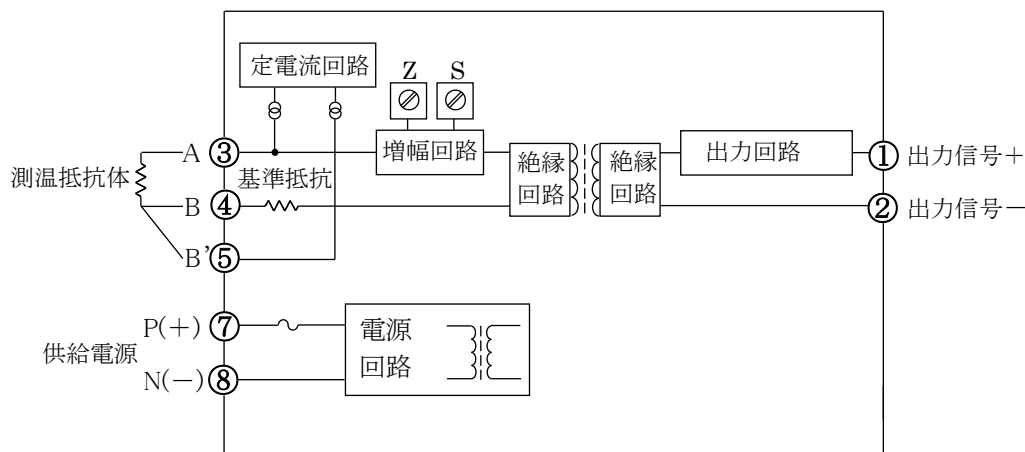 定電流回路
Z
S
A
③
増幅回路
絶縁
回路
絶縁
回路
出力回路
①
出力信号＋
測温抵抗体
基準抵抗
B
④
②
出力信号－
B'
⑤
P(＋)
⑦
供給電源
電源
回路
N(－)
⑧